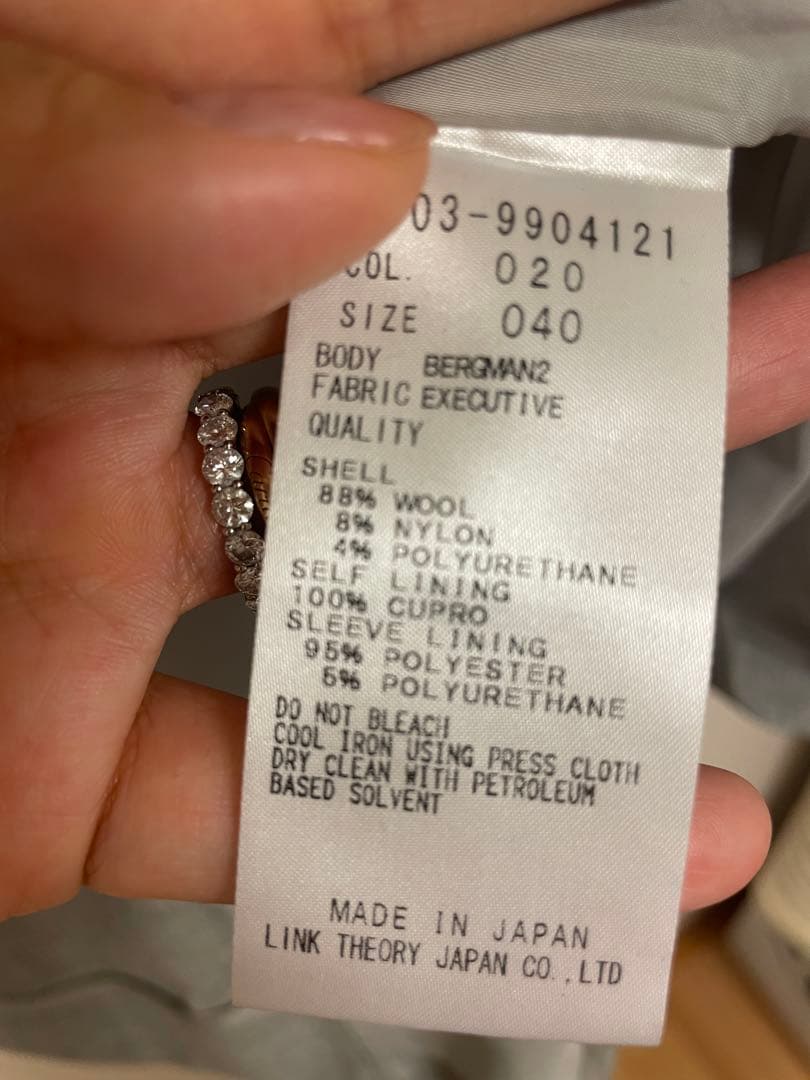 03-9904121
COL. 020
SIZE 040
BODY BERGMAN2
FABRIC EXECUTIVE
QUALITY
SHELL
88% WOOL
8% NYLON
4% POLYURETHANE
SELF LINING
100% CUPRO
SLEEVE LINING
95% POLYESTER
5% POLYURETHANE
DO NOT BLEACH
COOL IRON USING PRESS CLOTH
DRY CLEAN WITH PETROLEUM
BASED SOLVENT
MADE IN JAPAN
LINK THEORY JAPAN CO.,LTD